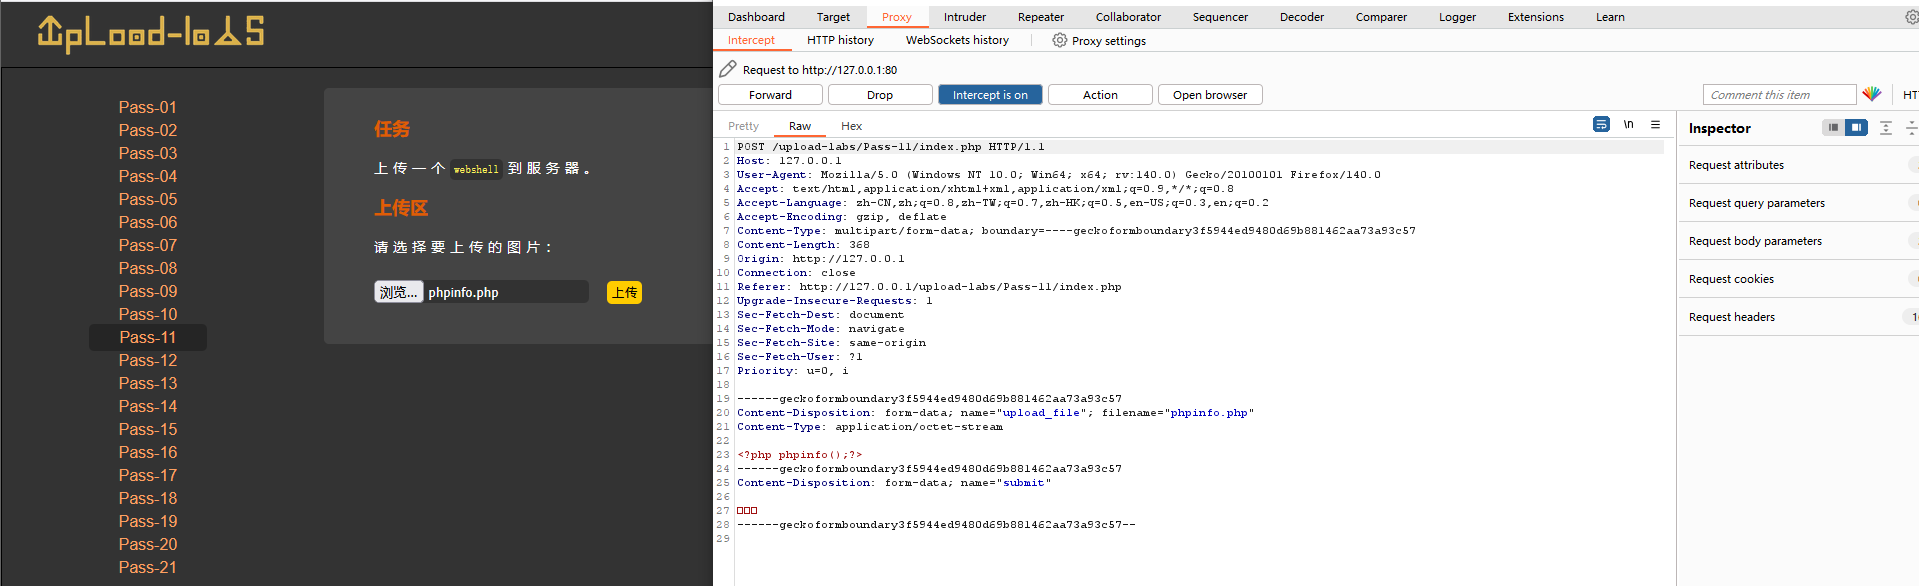 UpLoad-labs
Pass-01
Pass-02
Pass-03
Pass-04
Pass-05
Pass-06
Pass-07
Pass-08
Pass-09
Pass-10
Pass-11
Pass-12
Pass-13
Pass-14
Pass-15
Pass-16
Pass-17
Pass-18
Pass-19
Pass-20
Pass-21
任务
上传一个 webshell 到服务器。
上传区
请选择要上传的图片：
浏览... phpinfo.php 上传
Dashboard Target Proxy Intruder Repeater Collaborator Sequencer Decoder Comparer Logger Extensions Learn
Intercept HTTP history WebSockets history Proxy settings
Request to http://127.0.0.1:80
Forward Drop Intercept is on Action Open browser Comment this item HT
Pretty Raw Hex \n
1 POST /upload-labs/Pass-11/index.php HTTP/1.1
2 Host: 127.0.0.1
3 User-Agent: Mozilla/5.0 (Windows NT 10.0; Win64; x64; rv:140.0) Gecko/20100101 Firefox/140.0
4 Accept: text/html,application/xhtml+xml,application/xml;q=0.9,*/*;q=0.8
5 Accept-Language: zh-CN,zh;q=0.8,zh-TW;q=0.7,zh-HK;q=0.5,en-US;q=0.3,en;q=0.2
6 Accept-Encoding: gzip, deflate
7 Content-Type: multipart/form-data; boundary=----geckoformboundary3f5944ed9480d69b881462aa73a93c57
8 Content-Length: 368
9 Origin: http://127.0.0.1
10 Connection: close
11 Referer: http://127.0.0.1/upload-labs/Pass-11/index.php
12 Upgrade-Insecure-Requests: 1
13 Sec-Fetch-Dest: document
14 Sec-Fetch-Mode: navigate
15 Sec-Fetch-Site: same-origin
16 Sec-Fetch-User: ?1
17 Priority: u=0, i
18
19 ------geckoformboundary3f5944ed9480d69b881462aa73a93c57
20 Content-Disposition: form-data; name="upload_file"; filename="phpinfo.php"
21 Content-Type: application/octet-stream
22
23 <?php phpinfo();?>
24 ------geckoformboundary3f5944ed9480d69b881462aa73a93c57
25 Content-Disposition: form-data; name="submit"
26
27 □□□
28 ------geckoformboundary3f5944ed9480d69b881462aa73a93c57--
29
Inspector
Request attributes
Request query parameters
Request body parameters
Request cookies
Request headers